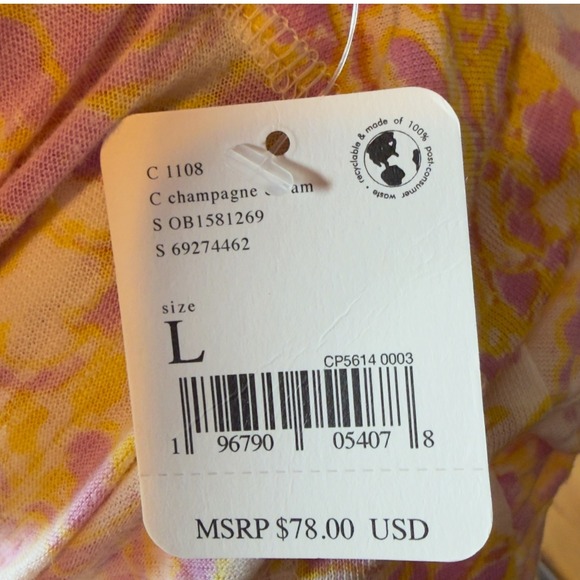 C 1108
C champagne
S OB1581269
S 69274462
recyclable & made of 100% post-consumer waste •
size
L
CP5614 0003
1 96790 05407 8
MSRP $78.00 USD